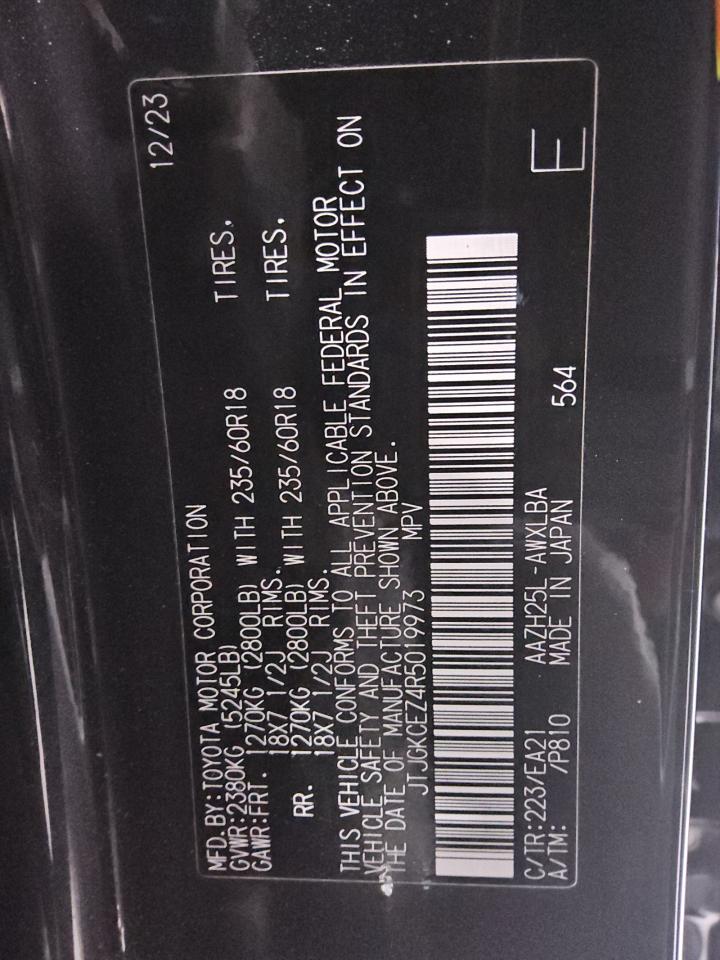 MFD.BY:TOYOTA MOTOR CORPORATION 12/23
GVWR:2380KG (5245LB)
GAWR:FRT. 1270KG (2800LB) WITH 235/60R18 TIRES,
18X7 1/2J RIMS.
RR. 1270KG (2800LB) WITH 235/60R18 TIRES,
18X7 1/2J RIMS.
THIS VEHICLE CONFORMS TO ALL APPLICABLE FEDERAL MOTOR
VEHICLE SAFETY AND THEFT PREVENTION STANDARDS IN EFFECT ON
THE DATE OF MANUFACTURE SHOWN ABOVE.
JTJGKCEZ4R5019973 MPV
C/TR:223/EA21 AAZH25L-AWXLBA 564
A/TM: /P810 MADE IN JAPAN
E